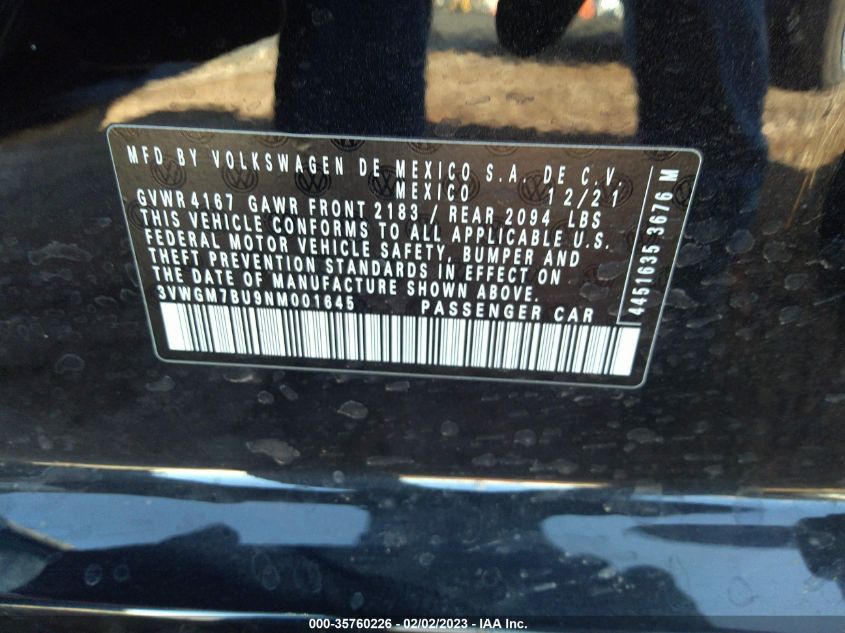 MFD BY VOLKSWAGEN DE MEXICO S.A. DE C.V.
MEXICO 12/21
GVWR 4167 GAWR FRONT 2183 / REAR 2094 LBS
THIS VEHICLE CONFORMS TO ALL APPLICABLE U.S.
FEDERAL MOTOR VEHICLE SAFETY, BUMPER AND
THEFT PREVENTION STANDARDS IN EFFECT ON
THE DATE OF MANUFACTURE SHOWN ABOVE.
3VWGM7BU9NM001645 PASSENGER CAR
4451635 3676 M
000-35760226 - 02/02/2023 - IAA Inc.